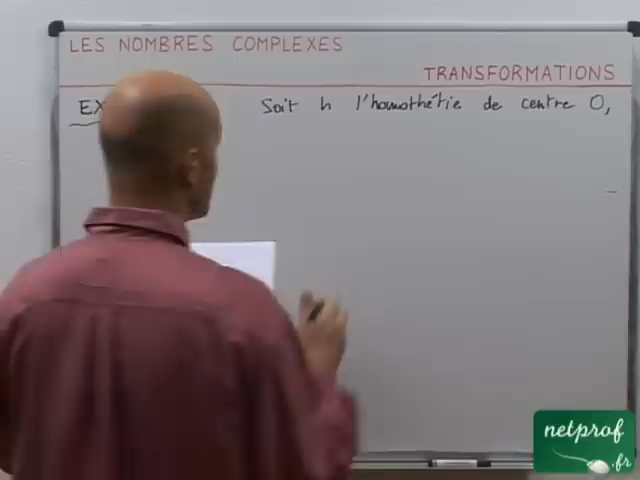 LES NOMBRES COMPLEXES
TRANSFORMATIONS
EX Soit h l'homothétie de centre O,
netprof
.fr